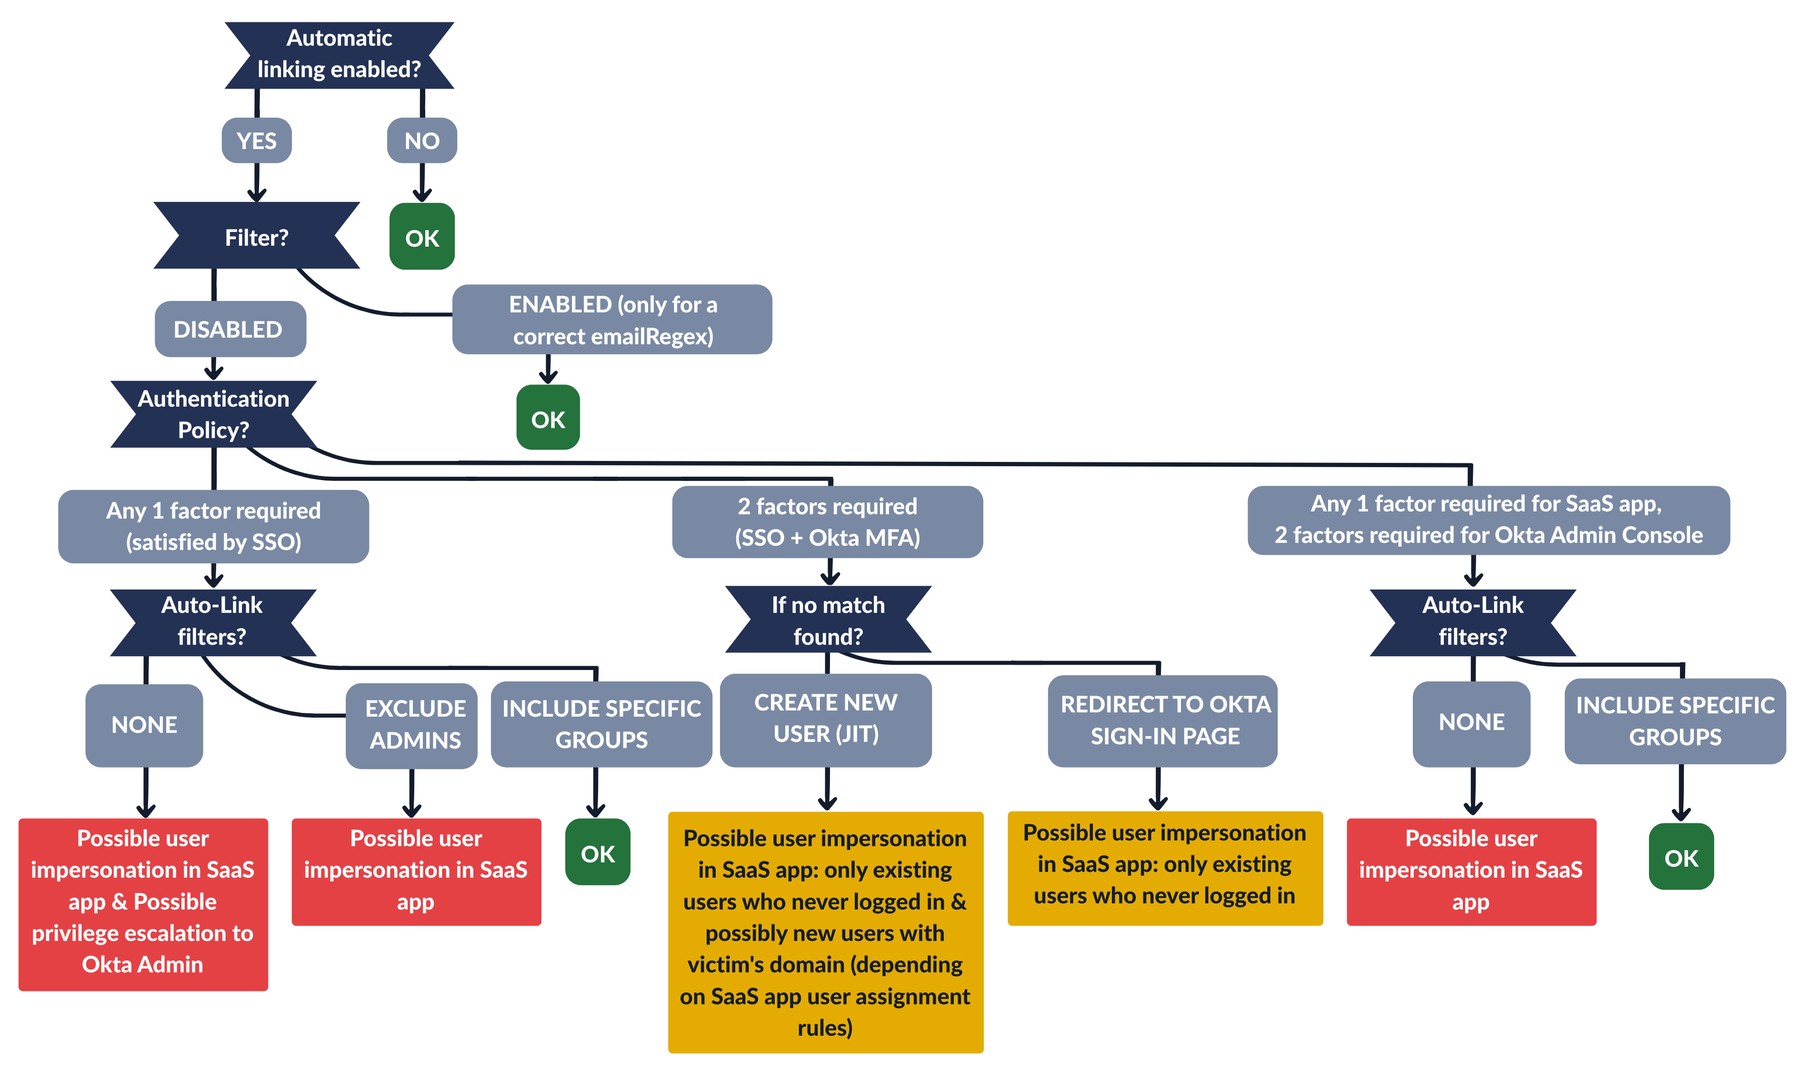 Automatic
linking enabled?
YES
NO
Filter?
OK
DISABLED
ENABLED (only for a
correct emailRegex)
OK
Authentication
Policy?
Any 1 factor required
(satisfied by SSO)
2 factors required
(SSO + Okta MFA)
Any 1 factor required for SaaS app,
2 factors required for Okta Admin Console
Auto-Link
filters?
If no match
found?
Auto-Link
filters?
NONE
EXCLUDE
ADMINS
INCLUDE SPECIFIC
GROUPS
CREATE NEW
USER (JIT)
REDIRECT TO OKTA
SIGN-IN PAGE
NONE
INCLUDE SPECIFIC
GROUPS
Possible user
impersonation in SaaS
app & Possible
privilege escalation to
Okta Admin
Possible user
impersonation in SaaS
app
OK
Possible user impersonation
in SaaS app: only existing
users who never logged in &
possibly new users with
victim's domain (depending
on SaaS app user assignment
rules)
Possible user impersonation
in SaaS app: only existing
users who never logged in
Possible user
impersonation in SaaS
app
OK